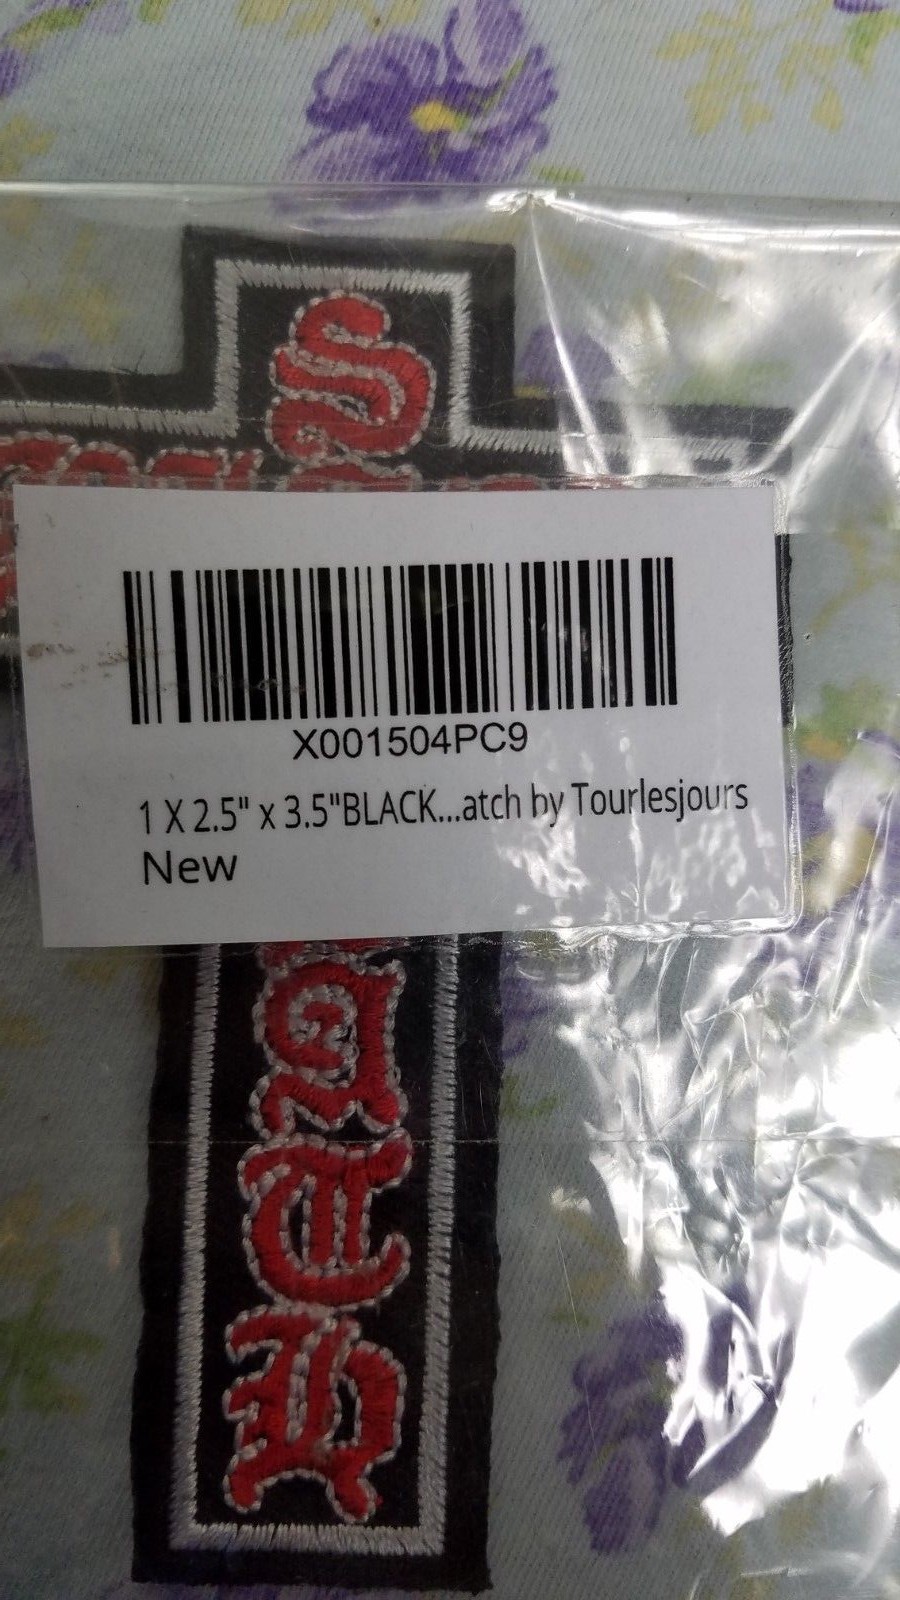 S
X001504PC9
1 X 2.5" x 3.5"BLACK...atch by Tourlesjours
New
T
H